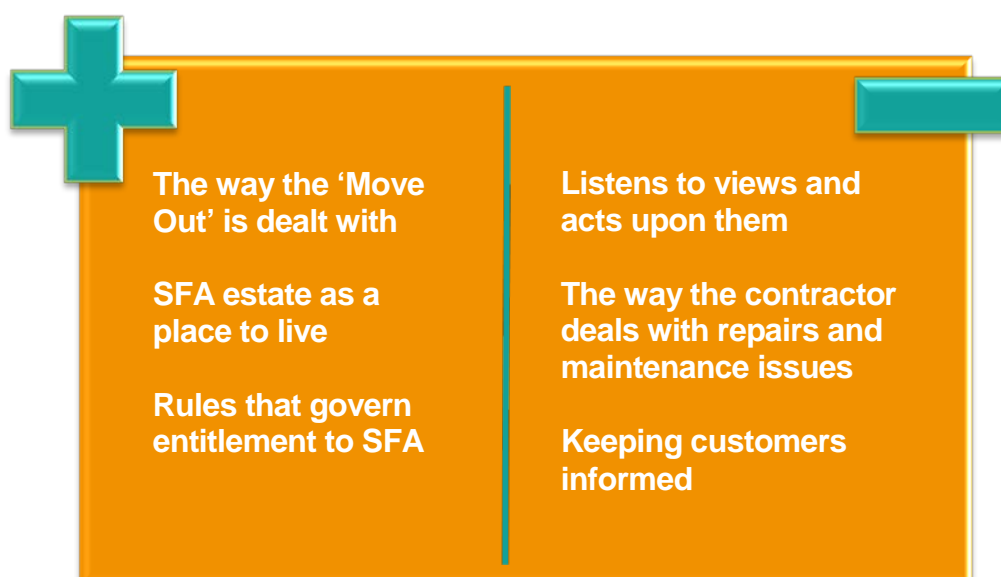 The way the ‘Move
Out’ is dealt with
SFA estate as a
place to live
Rules that govern
entitlement to SFA
Listens to views and
acts upon them
The way the contractor
deals with repairs and
maintenance issues
Keeping customers
informed